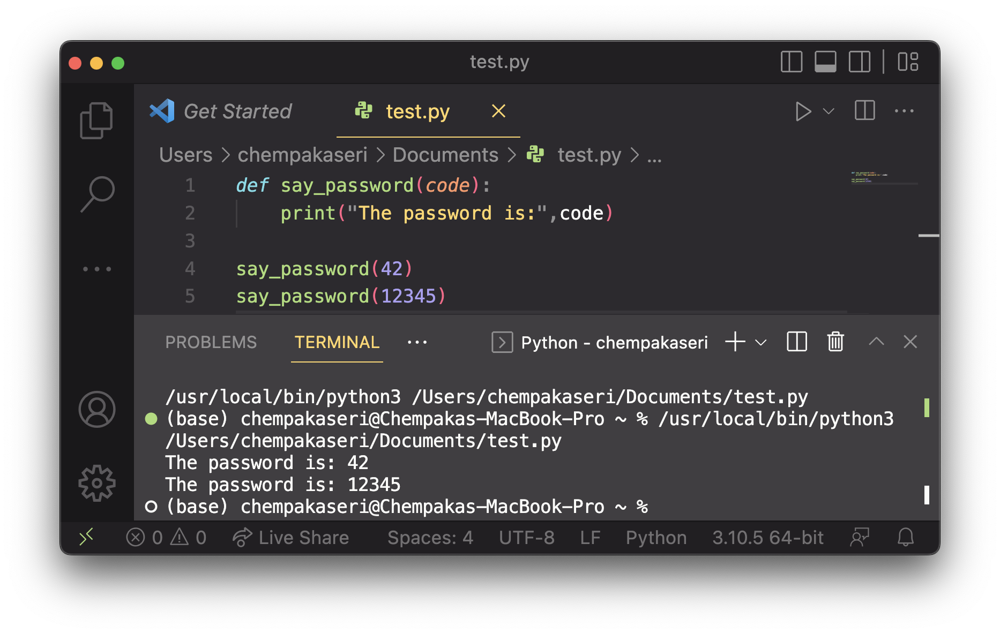 test.py
Get Started test.py
Users > chempakaseri > Documents > test.py > ...
1 def say_password(code):
2     print("The password is:",code)
3
4 say_password(42)
5 say_password(12345)
PROBLEMS TERMINAL ... Python - chempakaseri
/usr/local/bin/python3 /Users/chempakaseri/Documents/test.py
(base) chempakaseri@Chempakas-MacBook-Pro ~ % /usr/local/bin/python3
/Users/chempakaseri/Documents/test.py
The password is: 42
The password is: 12345
(base) chempakaseri@Chempakas-MacBook-Pro ~ %
0 0 Live Share Spaces: 4 UTF-8 LF Python 3.10.5 64-bit